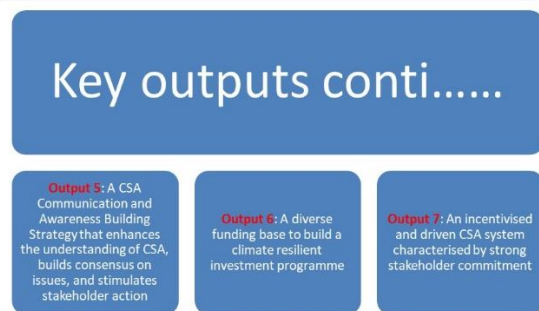 Key outputs conti......
Output 5: A CSA
Communication and
Awareness Building
Strategy that enhances
the understanding of CSA,
builds consensus on
issues, and stimulates
stakeholder action
Output 6: A diverse
funding base to build a
climate resilient
investment programme
Output 7: An incentivised
and driven CSA system
characterised by strong
stakeholder commitment